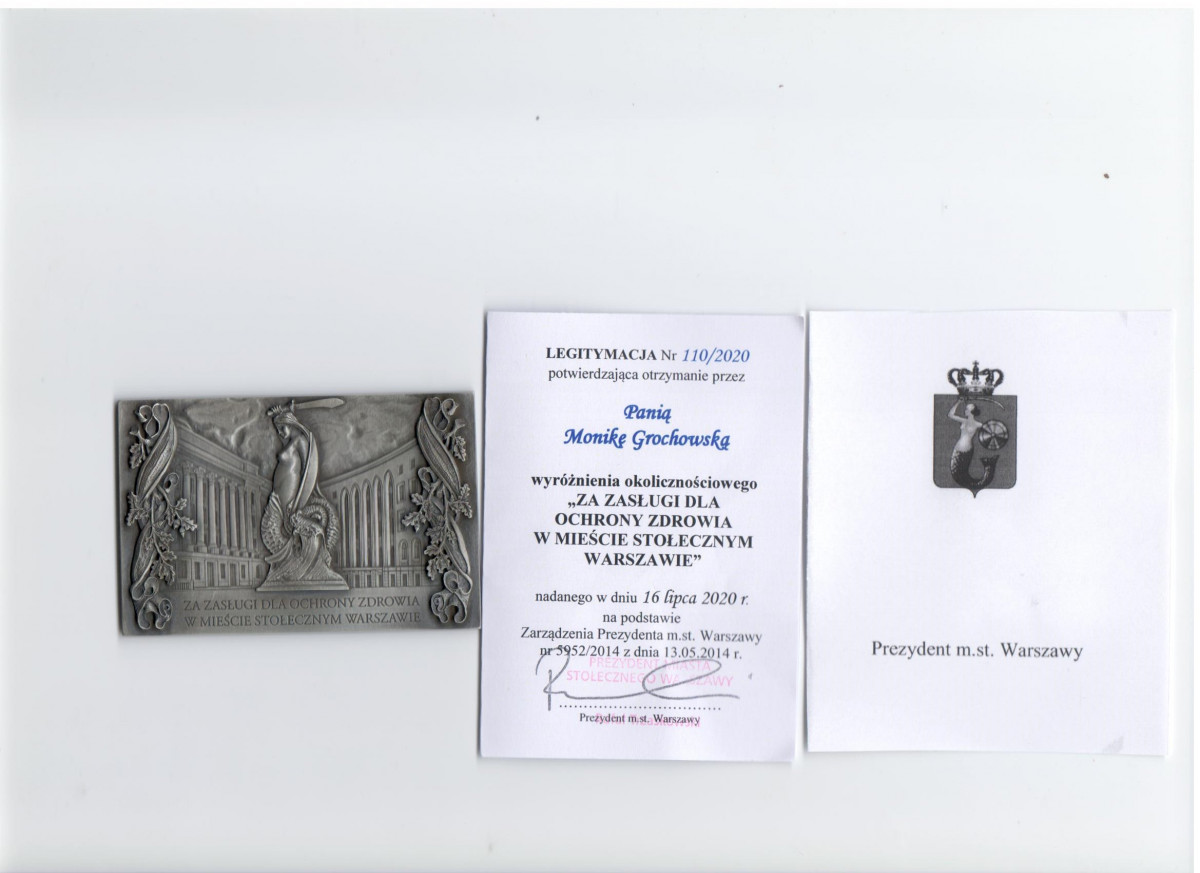 ZA ZASŁUGI DLA OCHRONY ZDROWIA
W MIEŚCIE STOŁECZNYM WARSZAWIE
LEGITYMACJA Nr 110/2020
potwierdzająca otrzymanie przez
Panią
Monikę Grochowską
wyróżnienia okolicznościowego
„ZA ZASŁUGI DLA
OCHRONY ZDROWIA
W MIEŚCIE STOŁECZNYM
WARSZAWIE”
nadanego w dniu 16 lipca 2020 r.
na podstawie
Zarządzenia Prezydenta m.st. Warszawy
nr 5952/2014 z dnia 13.05.2014 r.
PREZYDENT MIASTA
STOŁECZNEGO WARSZAWY
Prezydent m.st. Warszawy
Prezydent m.st. Warszawy